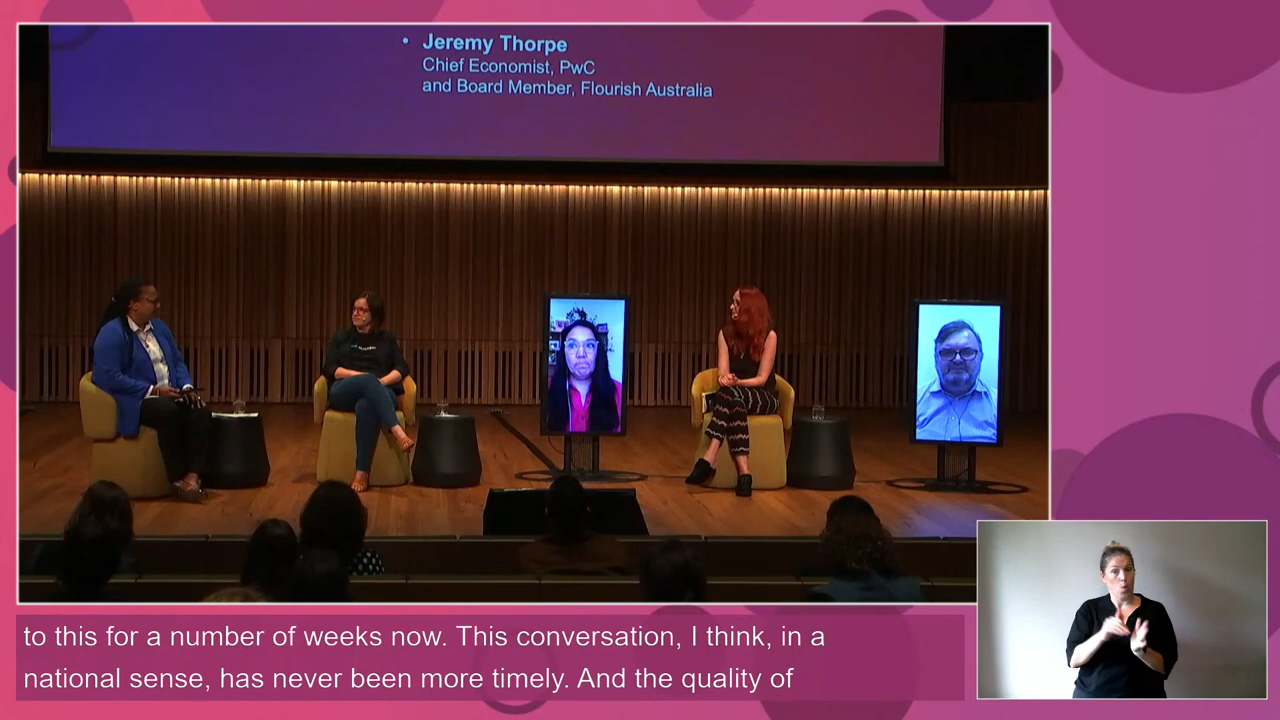 • Jeremy Thorpe
Chief Economist, PwC
and Board Member, Flourish Australia
to this for a number of weeks now. This conversation, I think, in a
national sense, has never been more timely. And the quality of